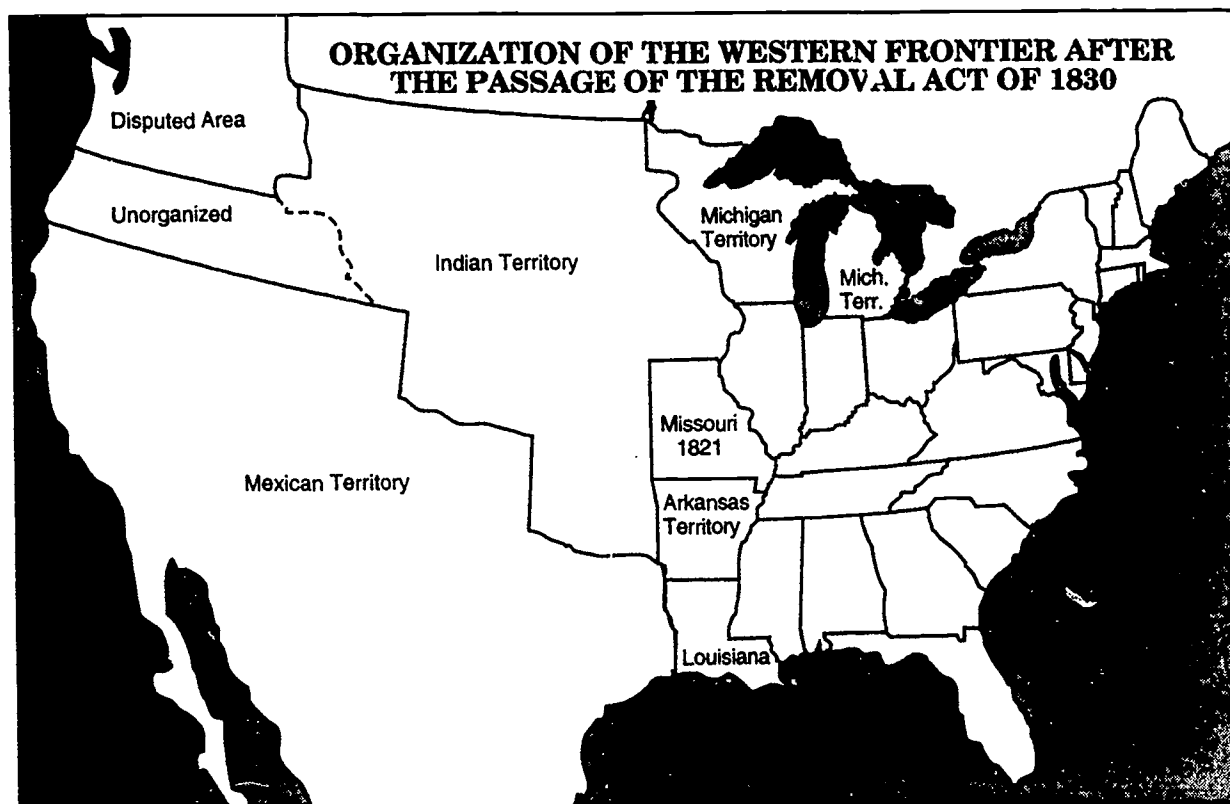 ORGANIZATION OF THE WESTERN FRONTIER AFTER
THE PASSAGE OF THE REMOVAL ACT OF 1830
Disputed Area
Unorganized
Indian Territory
Michigan
Territory
Mich.
Terr.
Missouri
1821
Mexican Territory
Arkansas
Territory
Louisiana